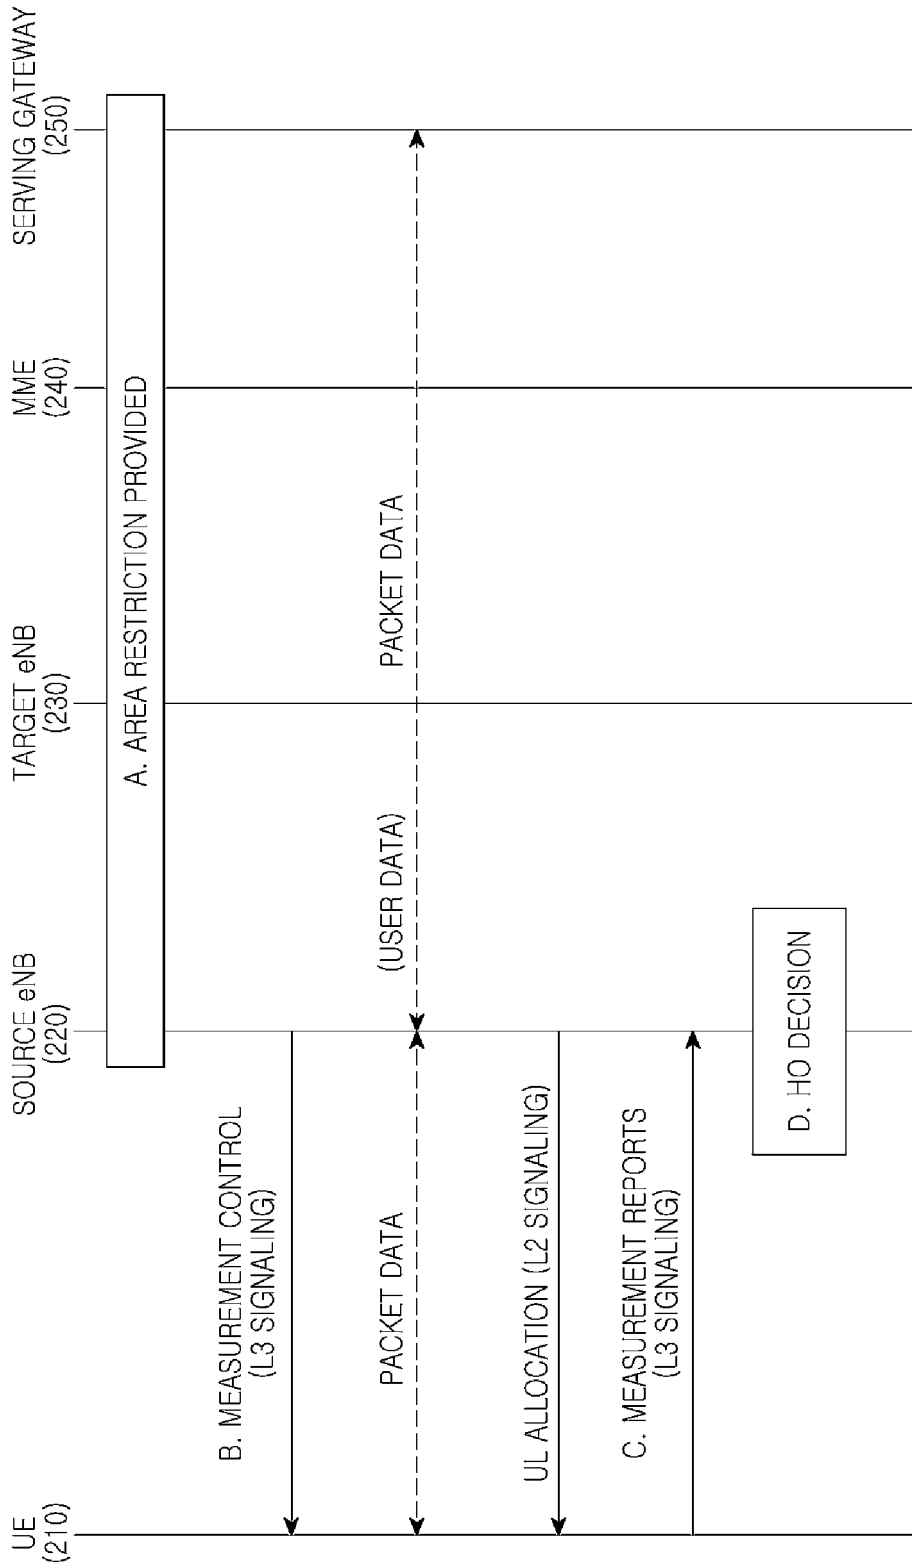 UE
(210)
SOURCE eNB
(220)
TARGET eNB
(230)
MME
(240)
SERVING GATEWAY
(250)
A. AREA RESTRICTION PROVIDED
B. MEASUREMENT CONTROL
(L3 SIGNALING)
PACKET DATA
(USER DATA)
PACKET DATA
UL ALLOCATION (L2 SIGNALING)
C. MEASUREMENT REPORTS
(L3 SIGNALING)
D. HO DECISION